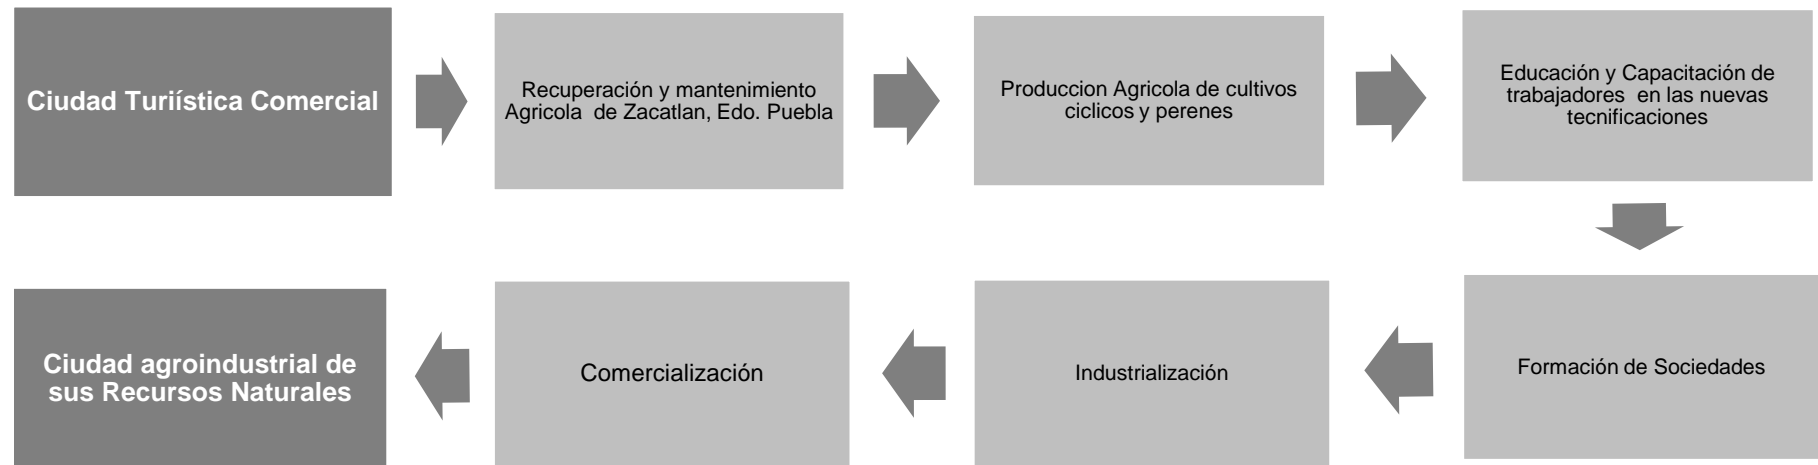 Ciudad Turiística Comercial
Recuperación y mantenimiento
Agricola de Zacatlan, Edo. Puebla
Produccion Agricola de cultivos
ciclicos y perenes
Educación y Capacitación de
trabajadores en las nuevas
tecnificaciones
Formación de Sociedades
Industrialización
Comercialización
Ciudad agroindustrial de
sus Recursos Naturales